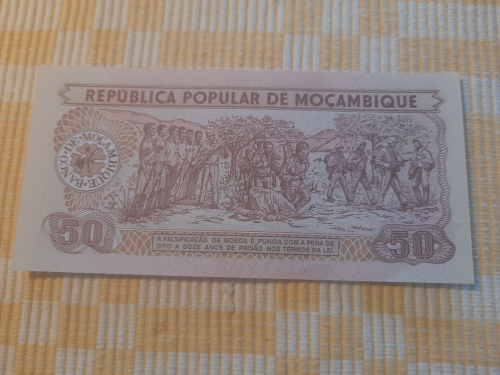 REPÚBLICA POPULAR DE MOÇAMBIQUE
BANCO·DE·MOÇAMBIQUE
50
50
A FALSIFICAÇÃO DA MOEDA É PUNIDA COM A PENA DE
OITO A DOZE ANOS DE PRISÃO NOS TERMOS DA LEI.